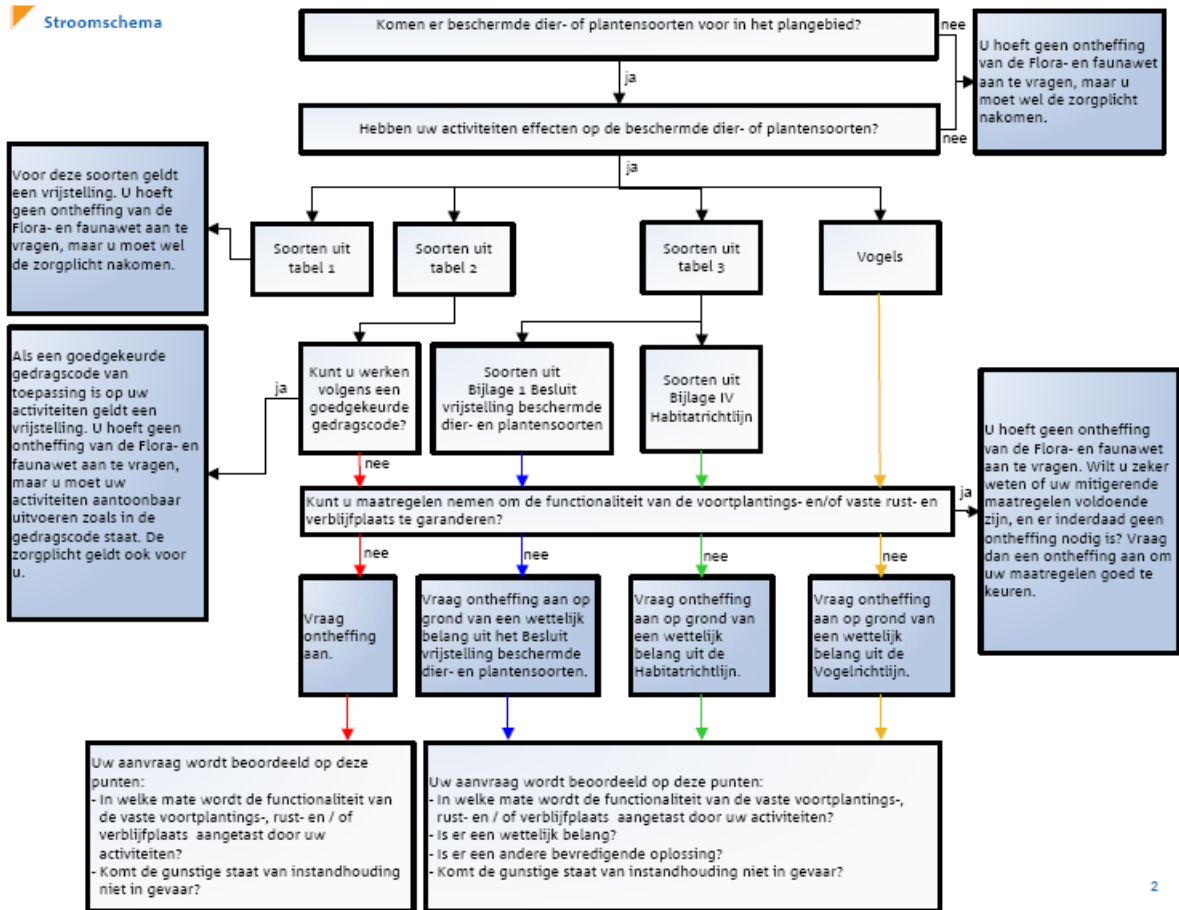 Stroomschema
Komen er beschermde dier- of plantensoorten voor in het plangebied?
nee
U hoeft geen ontheffing
van de Flora- en faunawet
aan te vragen, maar u
moet wel de zorgplicht
nakomen.
ja
Hebben uw activiteiten effecten op de beschermde dier- of plantensoorten?
nee
ja
Voor deze soorten geldt
een vrijstelling. U hoeft
geen ontheffing van de
Flora- en faunawet aan te
vragen, maar u moet wel
de zorgplicht nakomen.
Soorten uit
tabel 1
Soorten uit
tabel 2
Soorten uit
tabel 3
Vogels
Als een goedgekeurde
gedragscode van
toepassing is op uw
activiteiten geldt een
vrijstelling. U hoeft geen
ontheffing van de Flora- en
faunawet aan te vragen,
maar u moet uw
activiteiten aantoonbaar
uitvoeren zoals in de
gedragscode staat. De
zorgplicht geldt ook voor
u.
ja
Kunt u werken
volgens een
goedgekeurde
gedragscode?
Soorten uit
Bijlage 1 Besluit
vrijstelling beschermde
dier- en plantensoorten
Soorten uit
Bijlage IV
Habitatrichtlijn
nee
Kunt u maatregelen nemen om de functionaliteit van de voortplantings- en/of vaste rust- en
verblijfplaats te garanderen?
ja
U hoeft geen ontheffing
van de Flora- en faunawet
aan te vragen. Wilt u zeker
weten of uw mitigerende
maatregelen voldoende
zijn, en er inderdaad geen
ontheffing nodig is? Vraag
dan een ontheffing aan om
uw maatregelen goed te
keuren.
nee
nee
nee
nee
Vraag
ontheffing
aan.
Vraag ontheffing aan op
grond van een wettelijk
belang uit het Besluit
vrijstelling beschermde
dier- en plantensoorten.
Vraag ontheffing
aan op grond van
een wettelijk
belang uit de
Habitatrichtlijn.
Vraag ontheffing
aan op grond van
een wettelijk
belang uit de
Vogelrichtlijn.
Uw aanvraag wordt beoordeeld op deze
punten:
- In welke mate wordt de functionaliteit van
de vaste voortplantings-, rust- en / of
verblijfplaats aangetast door uw
activiteiten?
- Komt de gunstige staat van instandhouding
niet in gevaar?
Uw aanvraag wordt beoordeeld op deze punten:
- In welke mate wordt de functionaliteit van de vaste voortplantings-,
rust- en / of verblijfplaats aangetast door uw activiteiten?
- Is er een wettelijk belang?
- Is er een andere bevredigende oplossing?
- Komt de gunstige staat van instandhouding niet in gevaar?
2